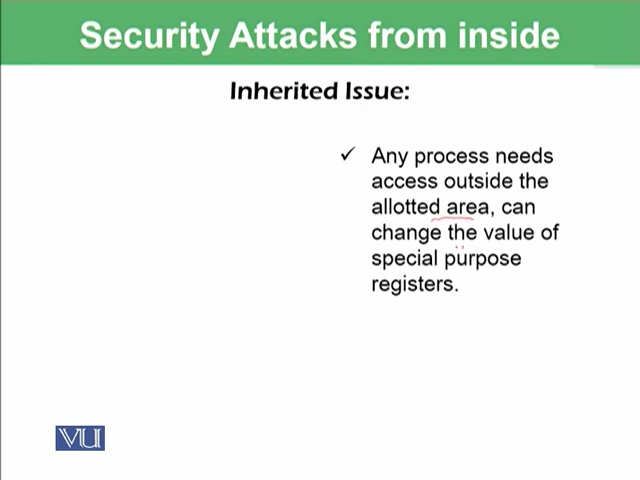 Security Attacks from inside
Inherited Issue:
✓ Any process needs
access outside the
allotted area, can
change the value of
special purpose
registers.
VU